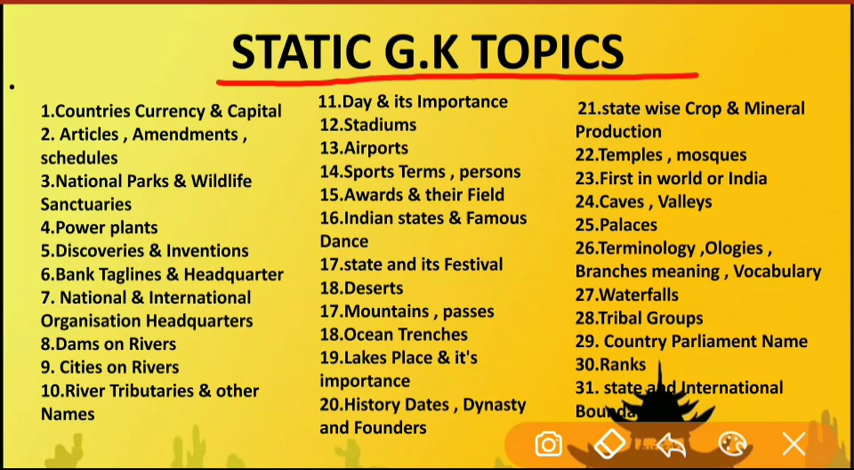 STATIC G.K TOPICS
1.Countries Currency & Capital
2. Articles , Amendments ,
schedules
3.National Parks & Wildlife
Sanctuaries
4.Power plants
5.Discoveries & Inventions
6.Bank Taglines & Headquarter
7. National & International
Organisation Headquarters
8.Dams on Rivers
9. Cities on Rivers
10.River Tributaries & other
Names
11.Day & its Importance
12.Stadiums
13.Airports
14.Sports Terms , persons
15.Awards & their Field
16.Indian states & Famous
Dance
17.state and its Festival
18.Deserts
17.Mountains , passes
18.Ocean Trenches
19.Lakes Place & it's
importance
20.History Dates , Dynasty
and Founders
21.state wise Crop & Mineral
Production
22.Temples , mosques
23.First in world or India
24.Caves , Valleys
25.Palaces
26.Terminology ,Ologies ,
Branches meaning , Vocabulary
27.Waterfalls
28.Tribal Groups
29. Country Parliament Name
30.Ranks
31. state and International